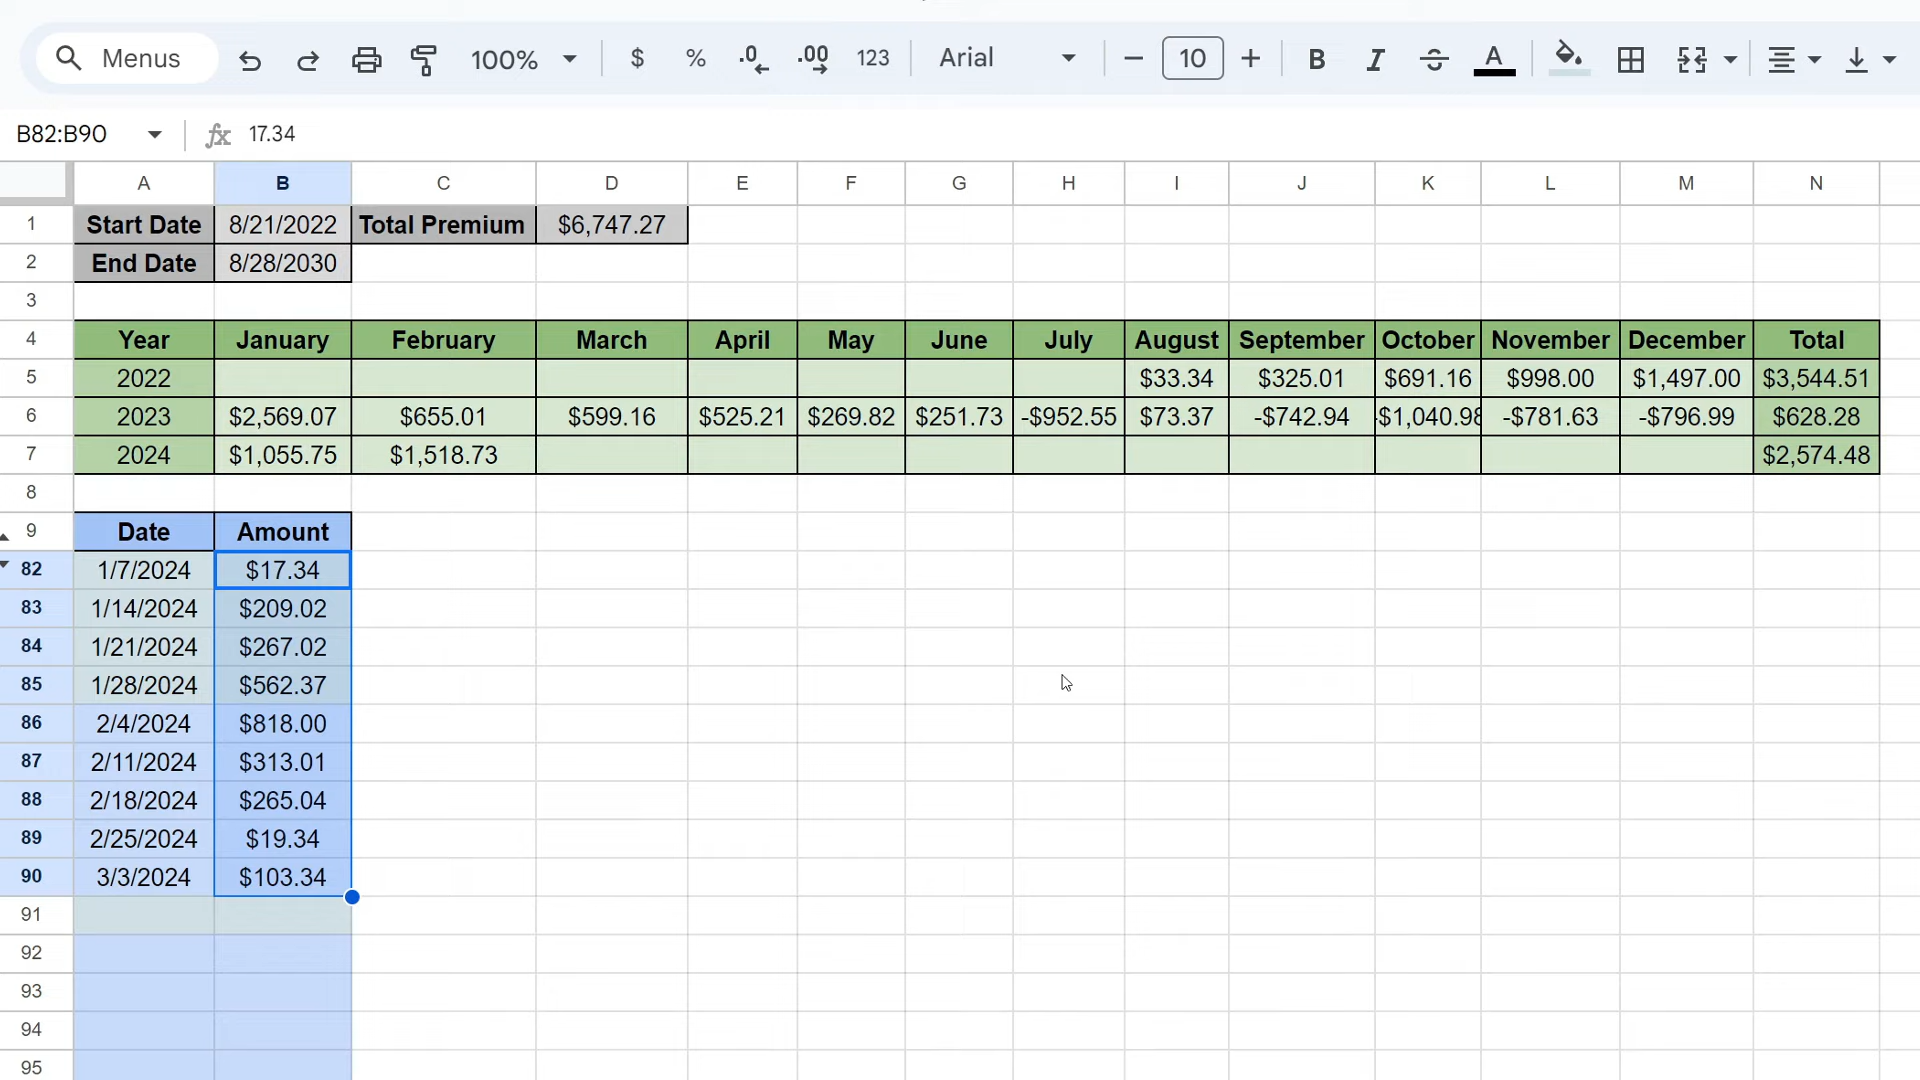 Menus 100% $ % .0 .00 123 Arial 10 B I S A
B82:B90 fx 17.34
A B C D E F G H I J K L M N
1 Start Date 8/21/2022 Total Premium $6,747.27
2 End Date 8/28/2030
3
4 Year January February March April May June July August September October November December Total
5 2022 $33.34 $325.01 $691.16 $998.00 $1,497.00 $3,544.51
6 2023 $2,569.07 $655.01 $599.16 $525.21 $269.82 $251.73 -$952.55 $73.37 -$742.94 -$1,040.98 -$781.63 -$796.99 $628.28
7 2024 $1,055.75 $1,518.73 $2,574.48
8
9 Date Amount
82 1/7/2024 $17.34
83 1/14/2024 $209.02
84 1/21/2024 $267.02
85 1/28/2024 $562.37
86 2/4/2024 $818.00
87 2/11/2024 $313.01
88 2/18/2024 $265.04
89 2/25/2024 $19.34
90 3/3/2024 $103.34
91
92
93
94
95